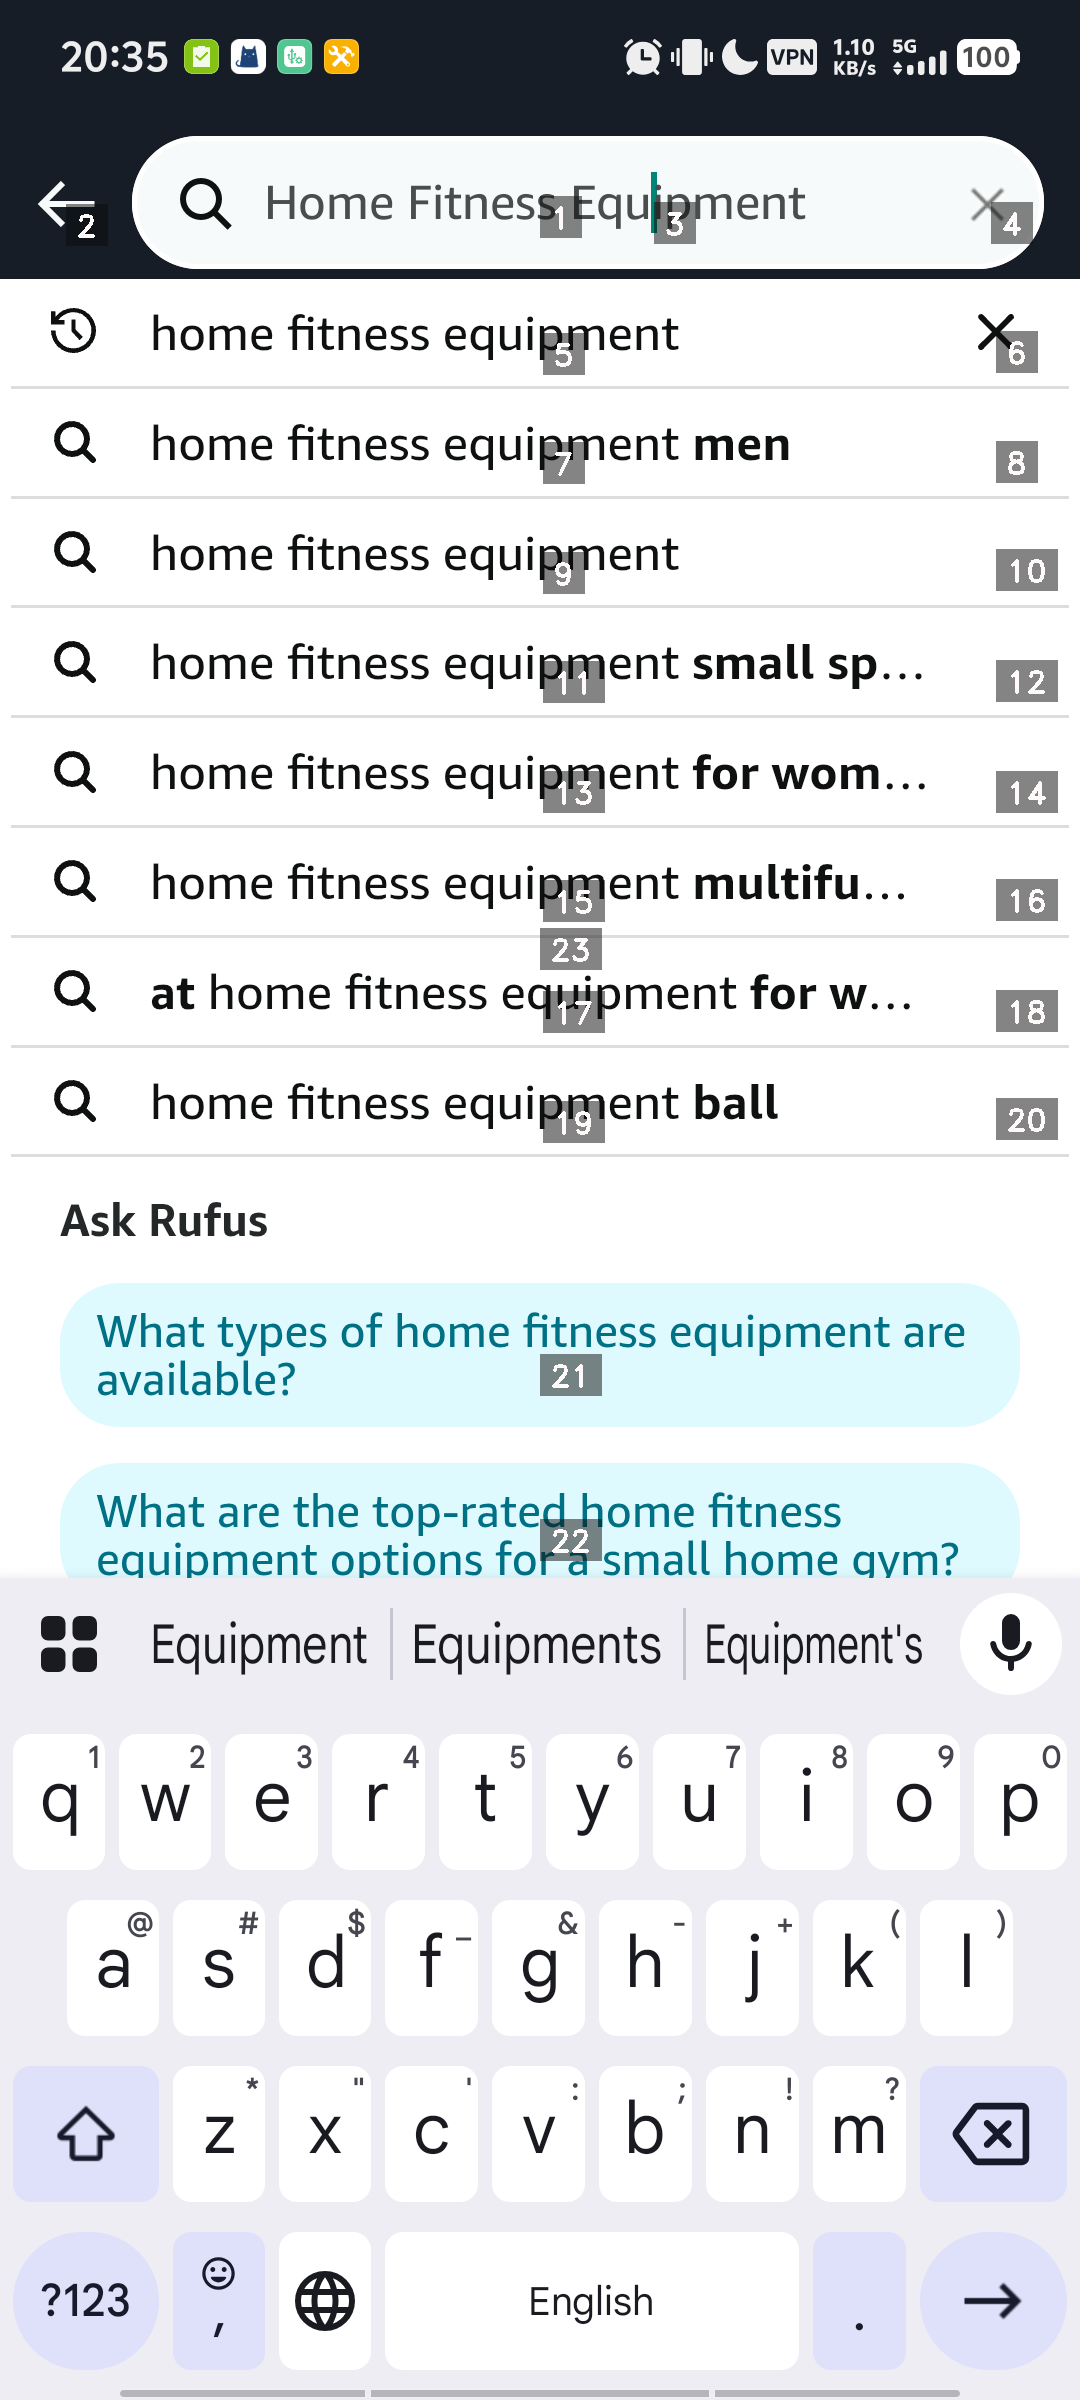 20:35
VPN 1.10 KB/s 5G 100
Home Fitness Equipment
1
2
3
4
home fitness equipment
5
6
home fitness equipment men
7
8
home fitness equipment
9
10
home fitness equipment small sp...
11
12
home fitness equipment for wom...
13
14
home fitness equipment multifu...
15
16
23
at home fitness equipment for w...
17
18
home fitness equipment ball
19
20
Ask Rufus
What types of home fitness equipment are
available?
21
What are the top-rated home fitness
equipment options for a small home gym?
22
Equipment Equipments Equipment's
1 2 3 4 5 6 7 8 9 0
q w e r t y u i o p
@ # $ _ & - + ( )
a s d f g h j k l
* " ' : ; ! ?
z x c v b n m
?123 , English .